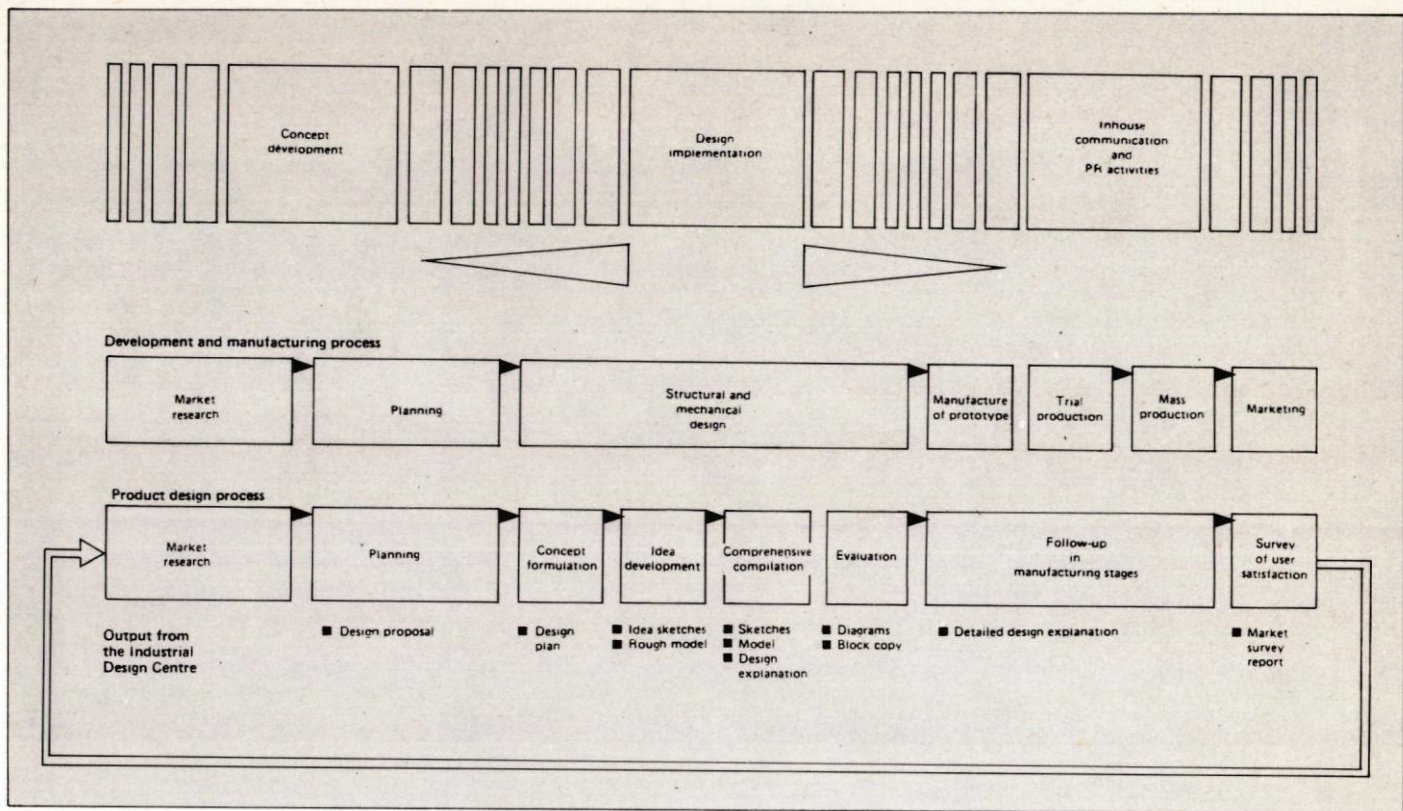 Concept
development
Design
implementation
Inhouse
communication
and
PR activities
Development and manufacturing process
Market
research
Planning
Structural and
mechanical
design
Manufacture
of prototype
Trial
production
Mass
production
Marketing
Product design process
Market
research
Planning
Concept
formulation
Idea
development
Comprehensive
compilation
Evaluation
Follow-up
in
manufacturing stages
Survey
of user
satisfaction
Output from
the Industrial
Design Centre
■ Design proposal
■ Design
plan
■ Idea sketches
■ Rough model
■ Sketches
■ Model
■ Design
explanation
■ Diagrams
■ Block copy
■ Detailed design explanation
■ Market
survey
report